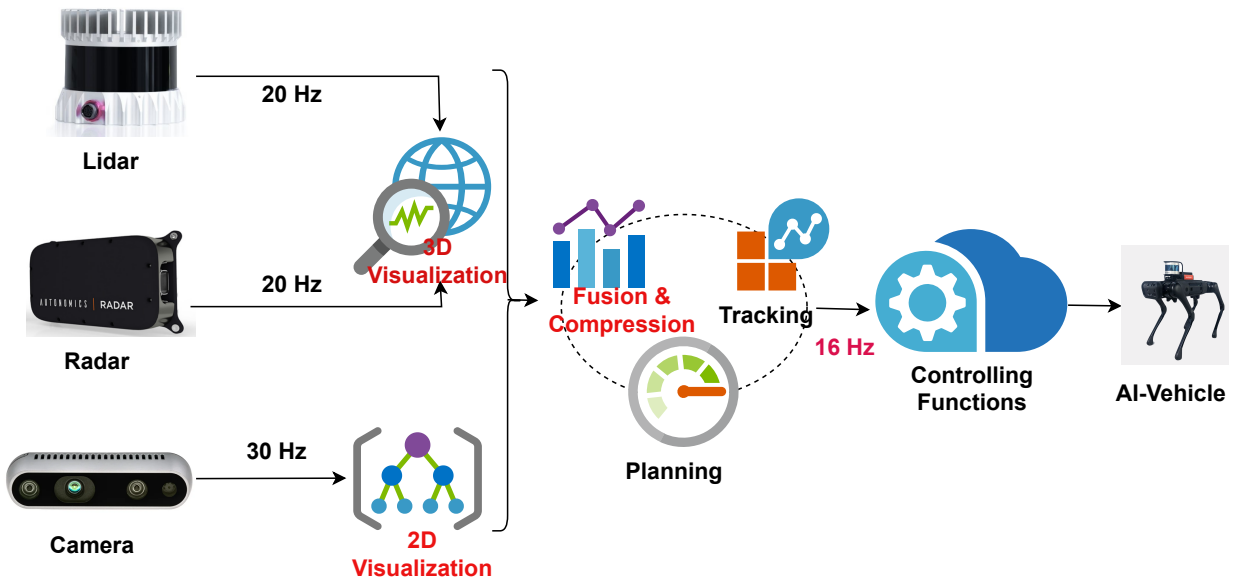 20 Hz
Lidar
3D
Visualization
AUTONOMICS | RADAR
20 Hz
Radar
30 Hz
Camera
2D
Visualization
Fusion &
Compression
Tracking
Planning
16 Hz
Controlling
Functions
AI-Vehicle